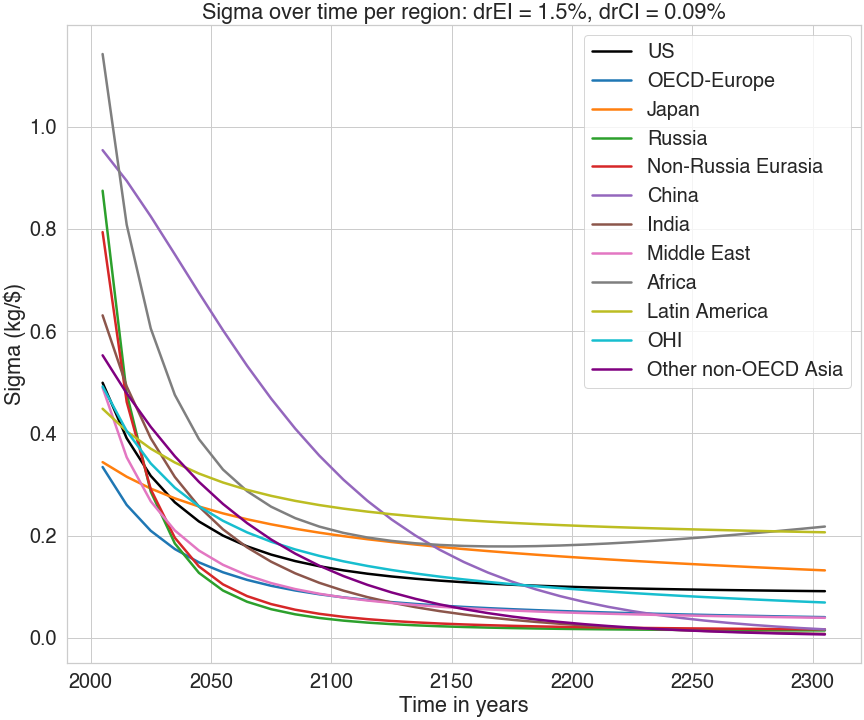 Sigma over time per region: drEI = 1.5%, drCI = 0.09%
US
OECD-Europe
Japan
Russia
Non-Russia Eurasia
China
India
Middle East
Africa
Latin America
OHI
Other non-OECD Asia
Sigma (kg/$)
1.0
0.8
0.6
0.4
0.2
0.0
2000 2050 2100 2150 2200 2250 2300
Time in years